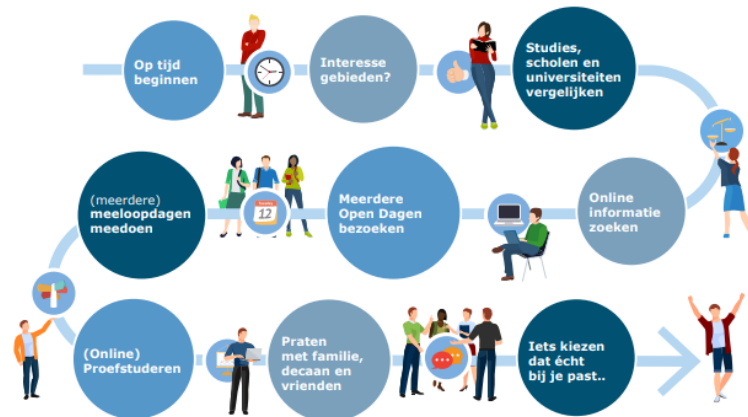 Op tijd
beginnen
Interesse
gebieden?
Studies,
scholen en
universiteiten
vergelijken
Online
informatie
zoeken
Meerdere
Open Dagen
bezoeken
12
(meerdere)
meeloopdagen
meedoen
(Online)
Proefstuderen
Praten
met familie,
decaan en
vrienden
Iets kiezen
dat écht
bij je past..